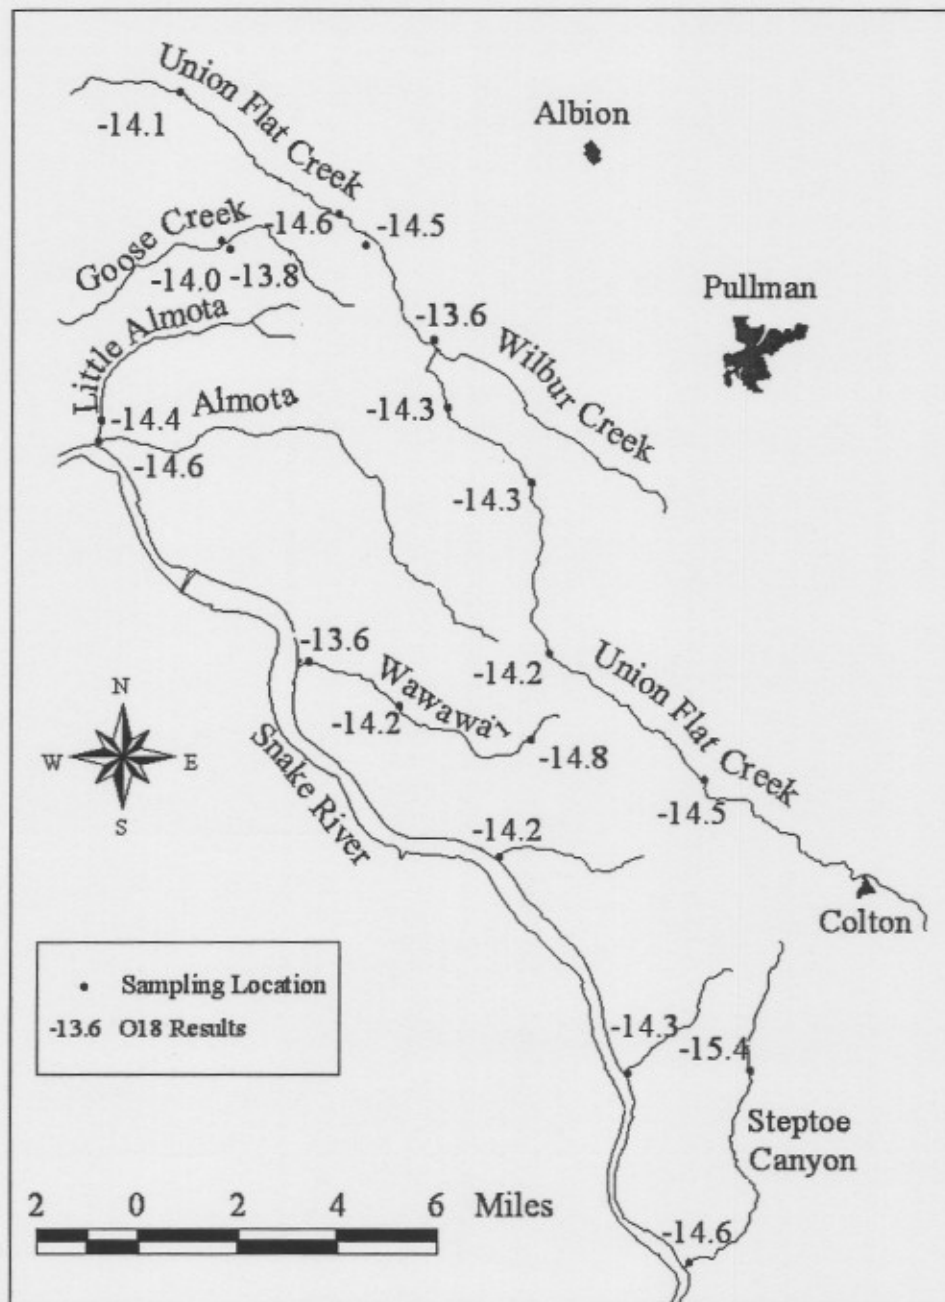 Union Flat Creek
-14.1
Albion
Goose Creek
-14.6
-14.5
-14.0
-13.8
Pullman
Little Almota
-13.6
Wilbur Creek
Almota
-14.3
-14.4
-14.6
-14.3
-13.6
Wawawai
-14.2
-14.2
-14.8
Union Flat Creek
N
W
E
S
Snake River
-14.5
-14.2
Colton
Sampling Location
-13.6 O18 Results
-14.3
-15.4
Steptoe
Canyon
2 0 2 4 6 Miles
-14.6